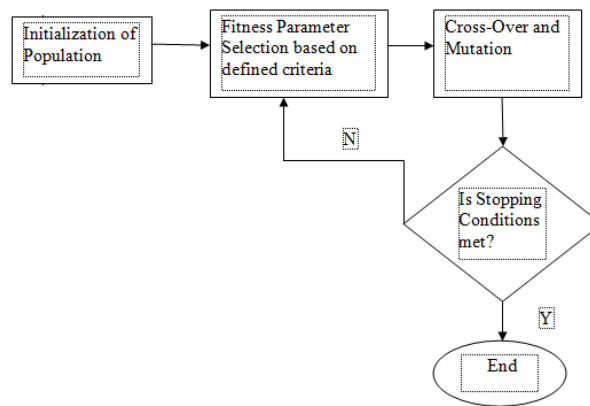 Initialization of
Population
Fitness Parameter
Selection based on
defined criteria
Cross-Over and
Mutation
N
Is Stopping
Conditions
met?
Y
End